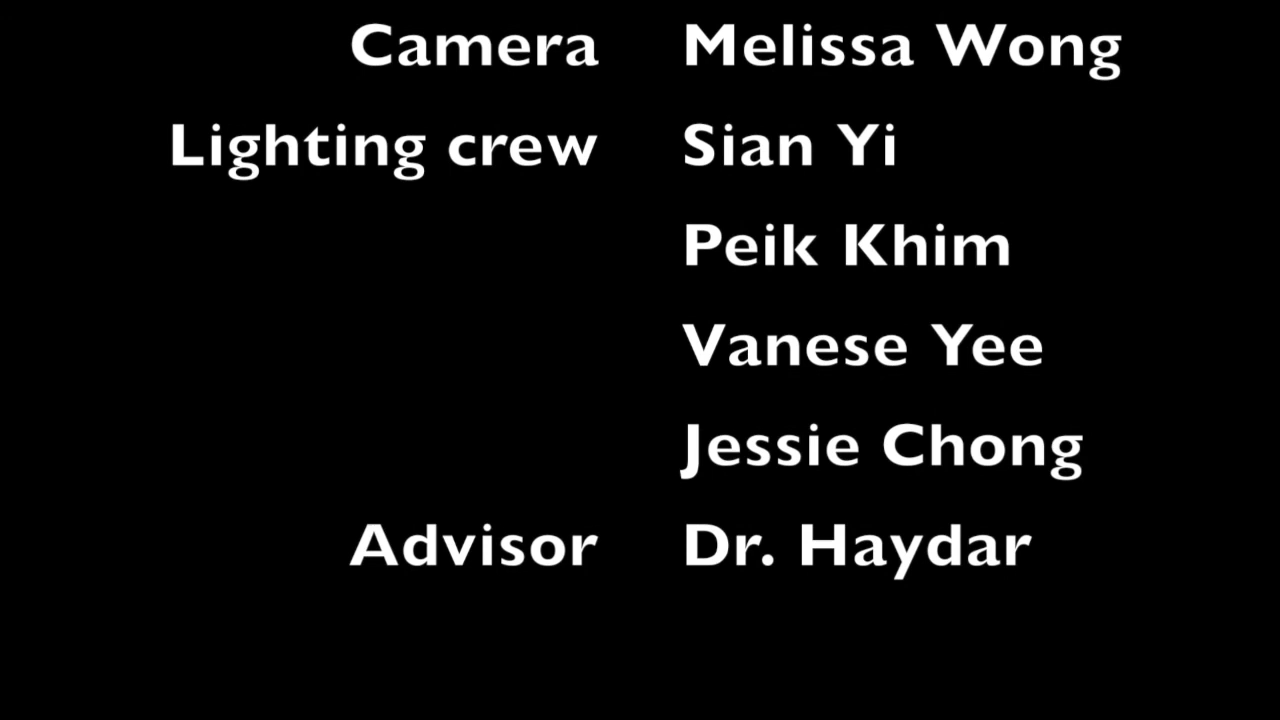 Camera Melissa Wong
Lighting crew Sian Yi
Peik Khim
Vanese Yee
Jessie Chong
Advisor Dr. Haydar